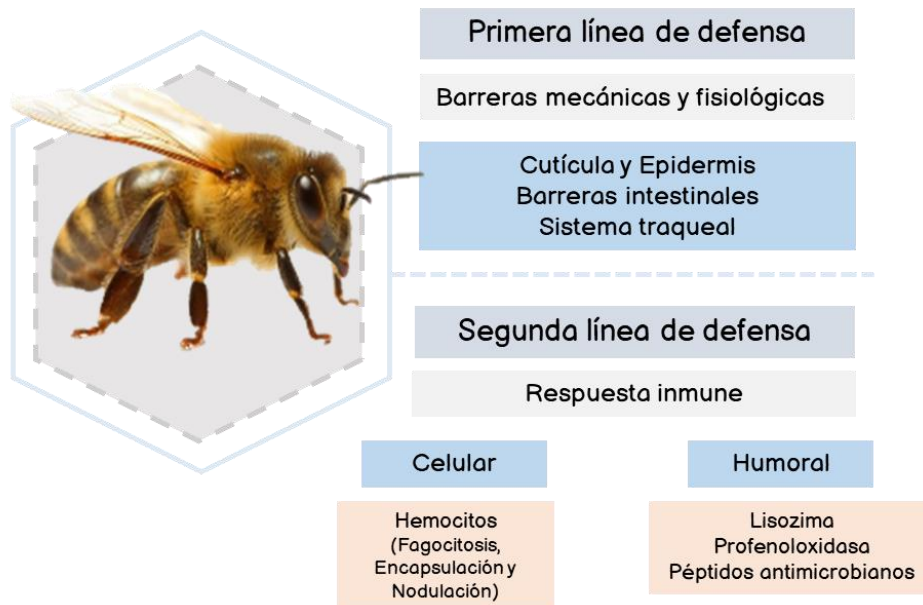 Primera línea de defensa
Barreras mecánicas y fisiológicas
Cutícula y Epidermis
Barreras intestinales
Sistema traqueal
Segunda línea de defensa
Respuesta inmune
Celular
Hemocitos
(Fagocitosis,
Encapsulación y
Nodulación)
Humoral
Lisozima
Profenoloxidasa
Péptidos antimicrobianos